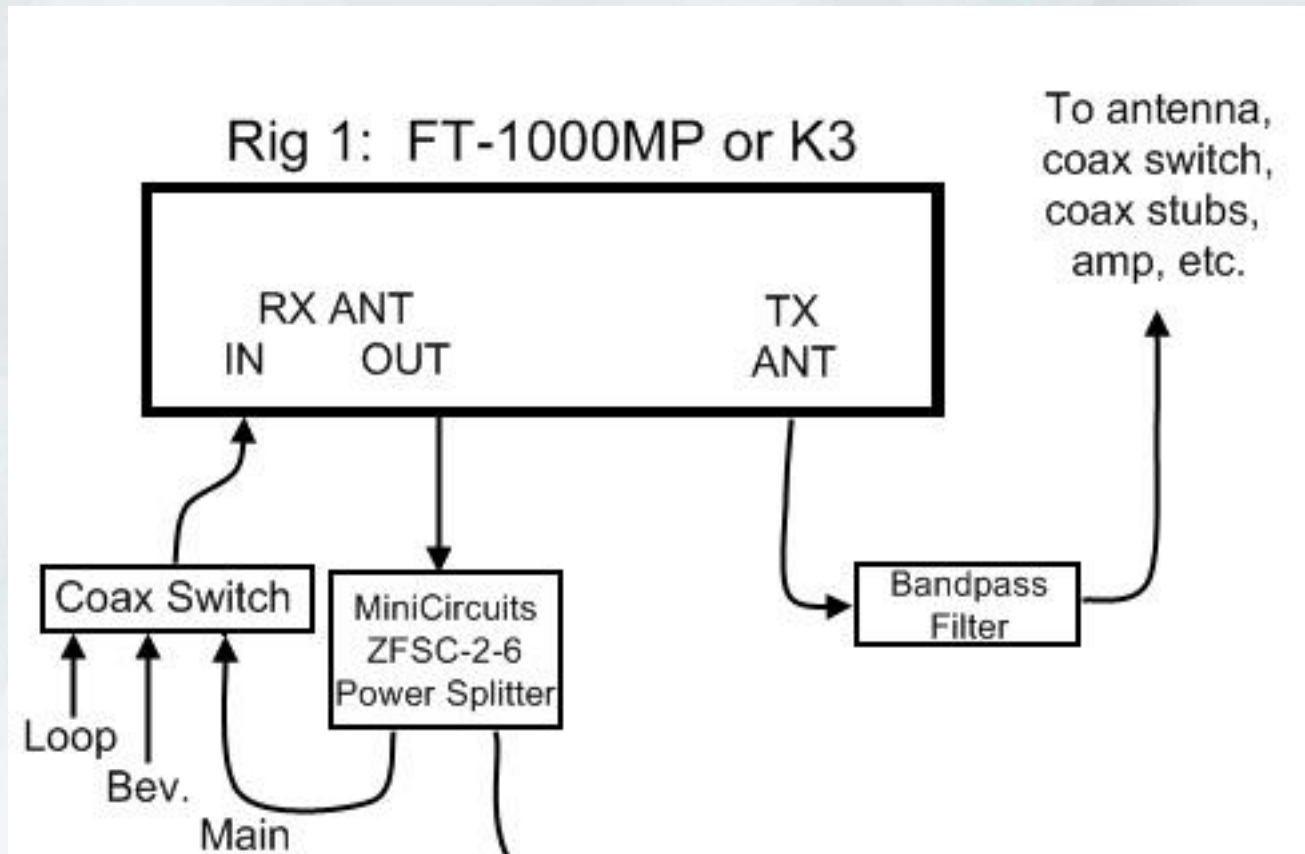 Rig 1: FT-1000MP or K3
To antenna,
coax switch,
coax stubs,
amp, etc.
RX ANT
IN OUT
TX
ANT
Coax Switch
MiniCircuits
ZFSC-2-6
Power Splitter
Bandpass
Filter
Loop
Bev.
Main